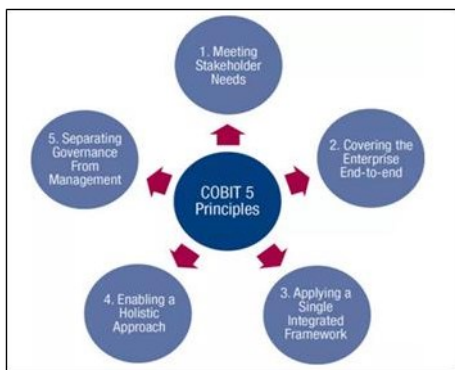 1. Meeting
Stakeholder
Needs
2. Covering the
Enterprise
End-to-end
3. Applying a
Single
Integrated
Framework
4. Enabling a
Holistic
Approach
5. Separating
Governance
From
Management
COBIT 5
Principles